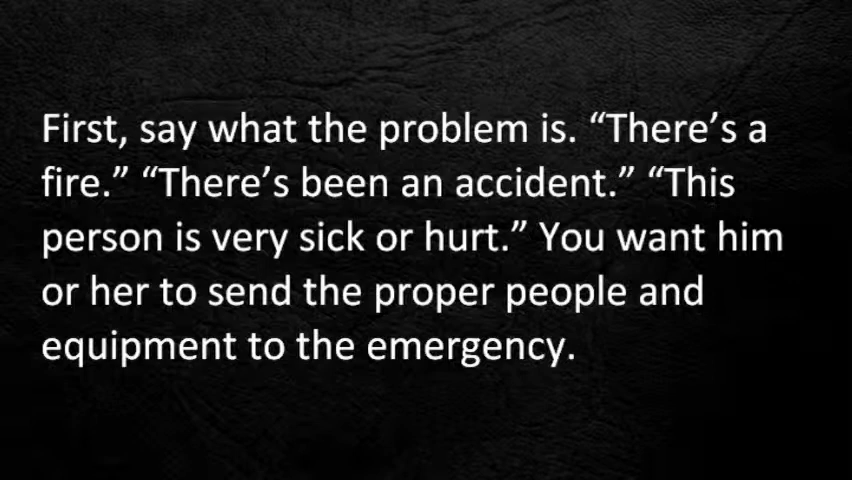 First, say what the problem is. “There’s a
fire.” “There’s been an accident.” “This
person is very sick or hurt.” You want him
or her to send the proper people and
equipment to the emergency.